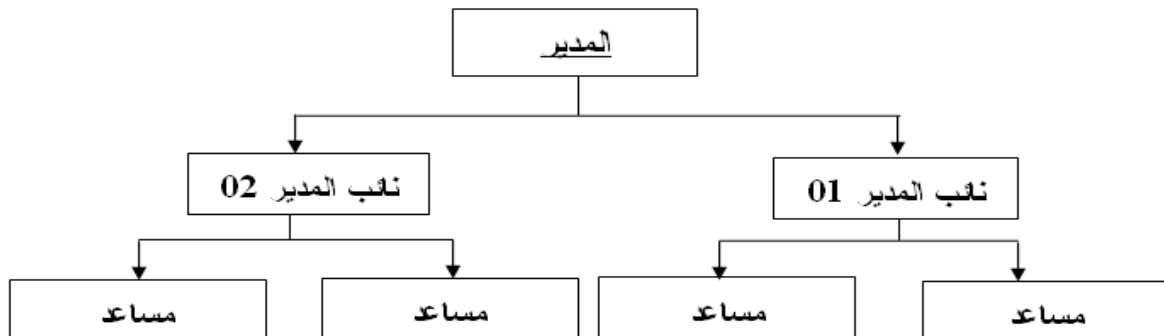 المدير
نائب المدير 01
نائب المدير 02
مساعد
مساعد
مساعد
مساعد